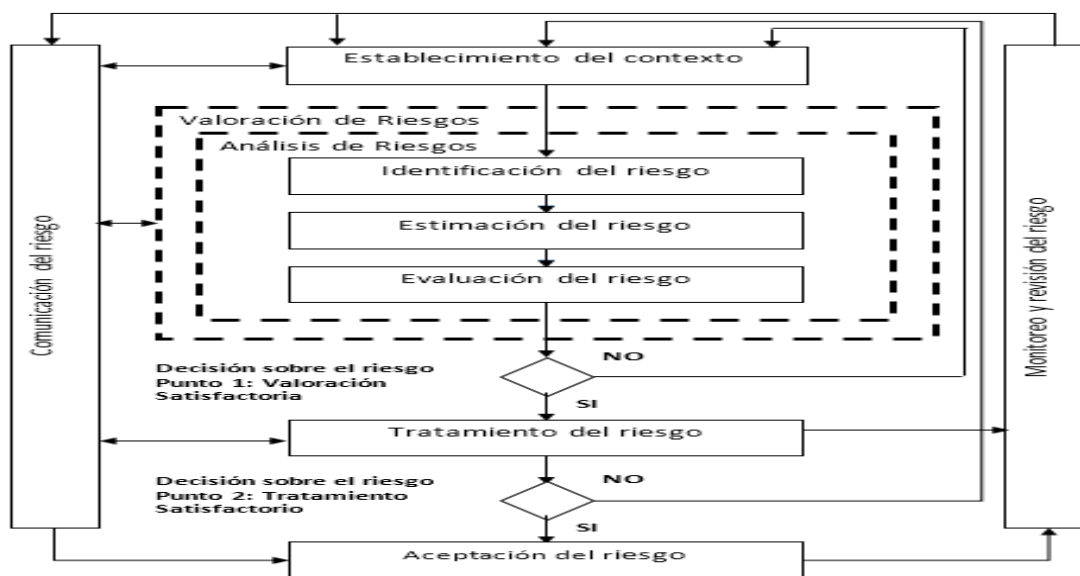 Establecimiento del contexto
Valoración de Riesgos
Análisis de Riesgos
Identificación del riesgo
Estimación del riesgo
Evaluación del riesgo
Comunicación del riesgo
Monitoreo y revisión del riesgo
NO
Decisión sobre el riesgo
Punto 1: Valoración
Satisfactoria
SI
Tratamiento del riesgo
NO
Decisión sobre el riesgo
Punto 2: Tratamiento
Satisfactorio
SI
Aceptación del riesgo